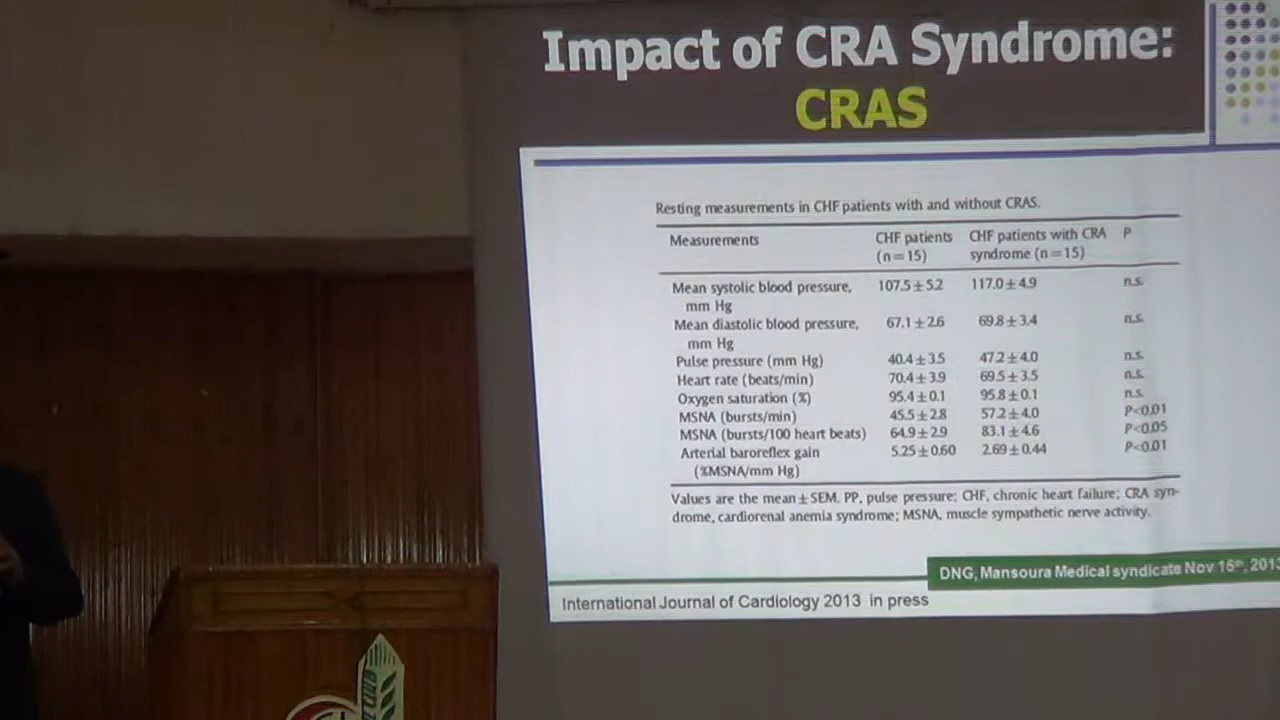 Impact of CRA Syndrome:
CRAS
Resting measurements in CHF patients with and without CRAS.
Measurements CHF patients (n=15) CHF patients with CRA syndrome (n=15) P
Mean systolic blood pressure, mm Hg 107.5±5.2 117.0±4.9 n.s.
Mean diastolic blood pressure, mm Hg 67.1±2.6 69.8±3.4 n.s.
Pulse pressure (mm Hg) 40.4±3.5 47.2±4.0 n.s.
Heart rate (beats/min) 70.4±3.9 69.5±3.5 n.s.
Oxygen saturation (%) 95.4±0.1 95.8±0.1 n.s.
MSNA (bursts/min) 45.5±2.8 57.2±4.0 P<0.01
MSNA (bursts/100 heart beats) 64.9±2.9 83.1±4.6 P<0.05
Arterial baroreflex gain (%MSNA/mm Hg) 5.25±0.60 2.69±0.44 P<0.01
Values are the mean±SEM. PP, pulse pressure; CHF, chronic heart failure; CRA syn-
drome, cardiorenal anemia syndrome; MSNA, muscle sympathetic nerve activity.
DNG, Mansoura Medical syndicate Nov 15th, 2013
International Journal of Cardiology 2013 in press